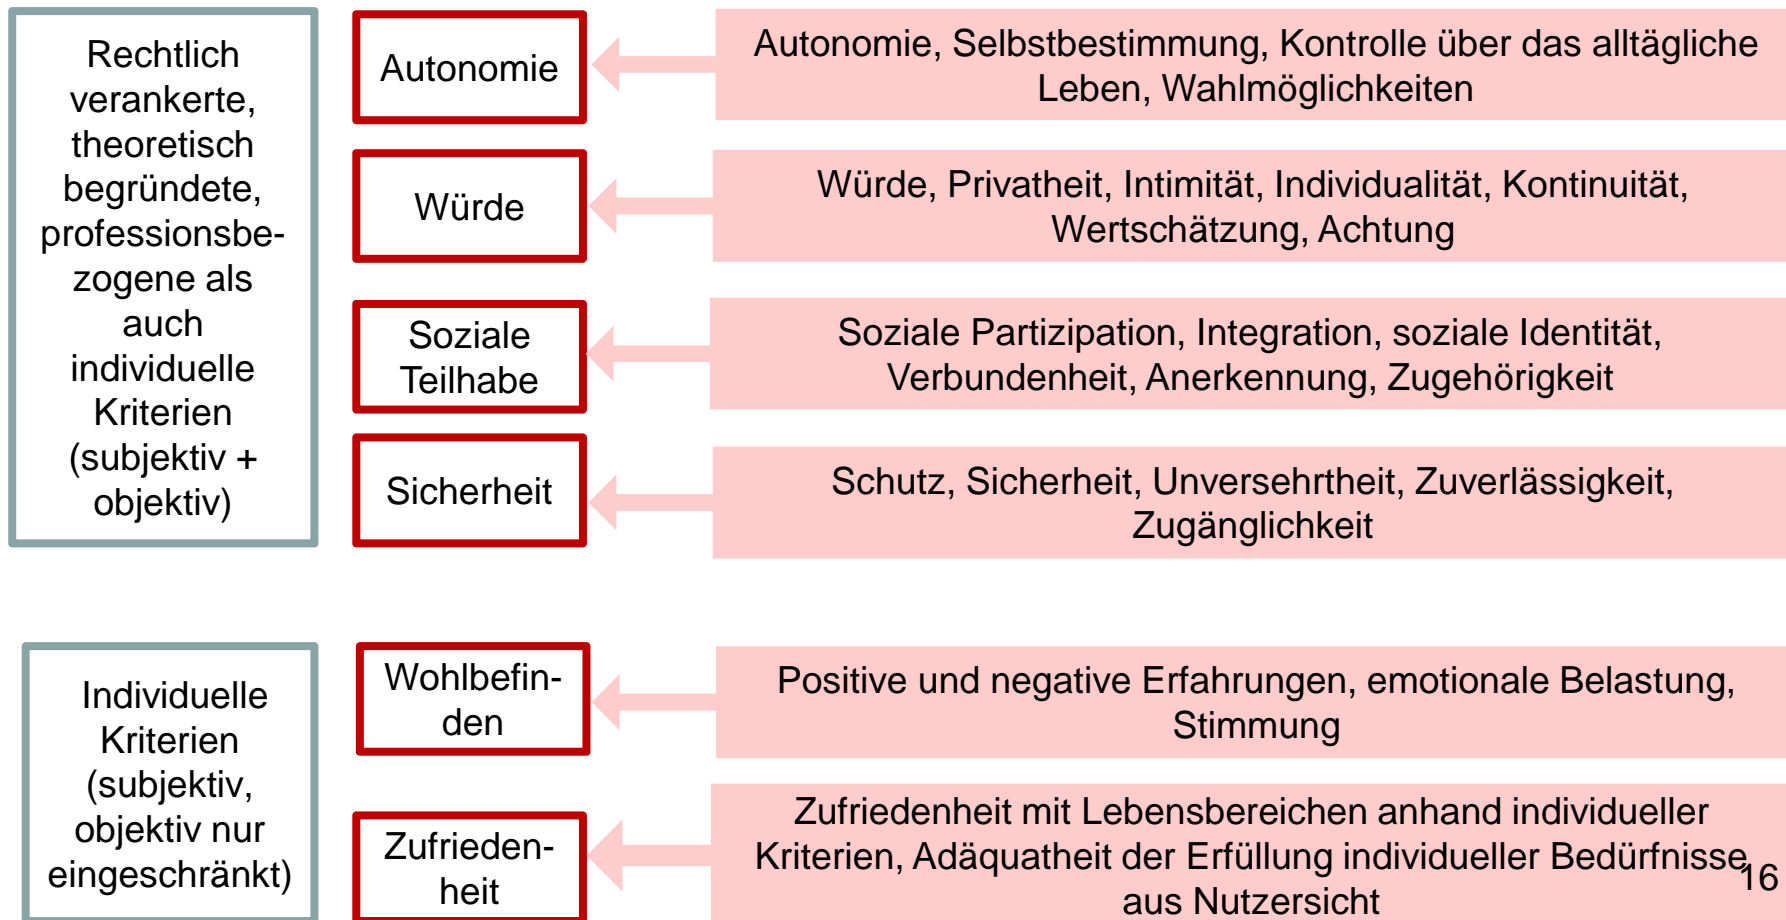 Rechtlich
verankerte,
theoretisch
begründete,
professionsbe-
zogene als
auch
individuelle
Kriterien
(subjektiv +
objektiv)
Autonomie
Autonomie, Selbstbestimmung, Kontrolle über das alltägliche
Leben, Wahlmöglichkeiten
Würde
Würde, Privatheit, Intimität, Individualität, Kontinuität,
Wertschätzung, Achtung
Soziale
Teilhabe
Soziale Partizipation, Integration, soziale Identität,
Verbundenheit, Anerkennung, Zugehörigkeit
Sicherheit
Schutz, Sicherheit, Unversehrtheit, Zuverlässigkeit,
Zugänglichkeit
Individuelle
Kriterien
(subjektiv,
objektiv nur
eingeschränkt)
Wohlbefin-
den
Positive und negative Erfahrungen, emotionale Belastung,
Stimmung
Zufrieden-
heit
Zufriedenheit mit Lebensbereichen anhand individueller
Kriterien, Adäquatheit der Erfüllung individueller Bedürfnisse
aus Nutzersicht
16